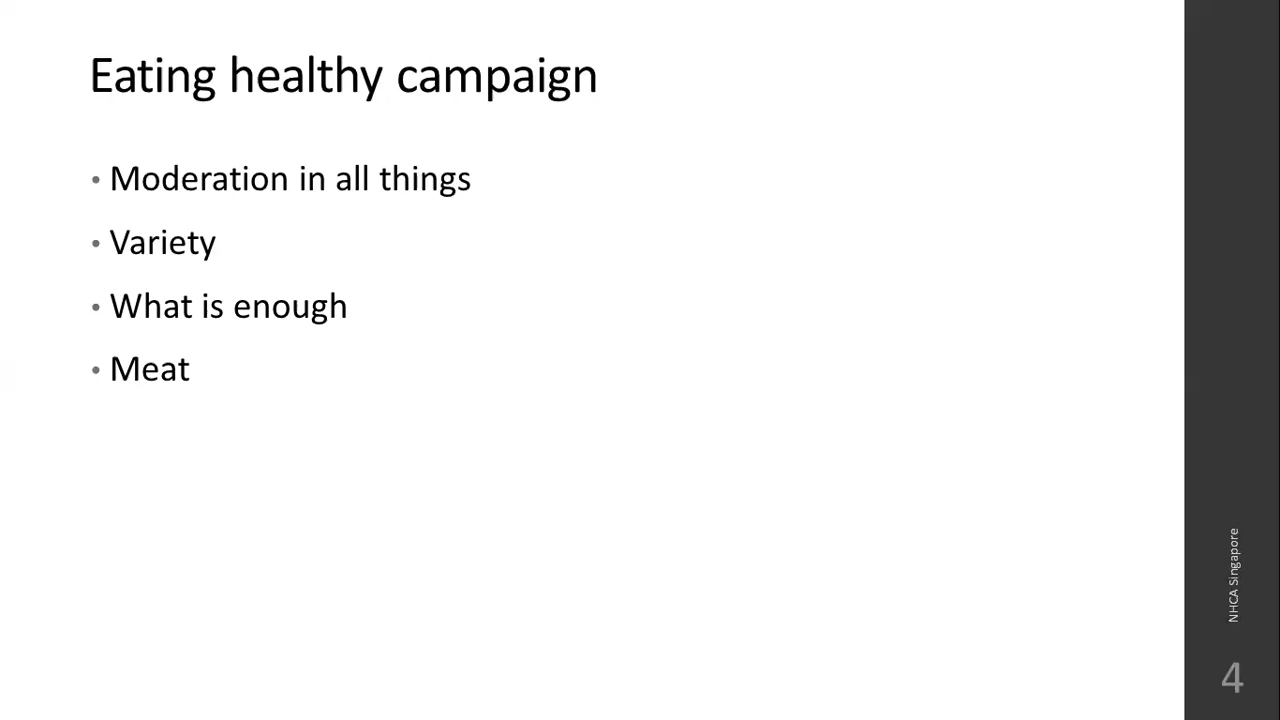 Eating healthy campaign
• Moderation in all things
• Variety
• What is enough
• Meat
NHCA Singapore
4